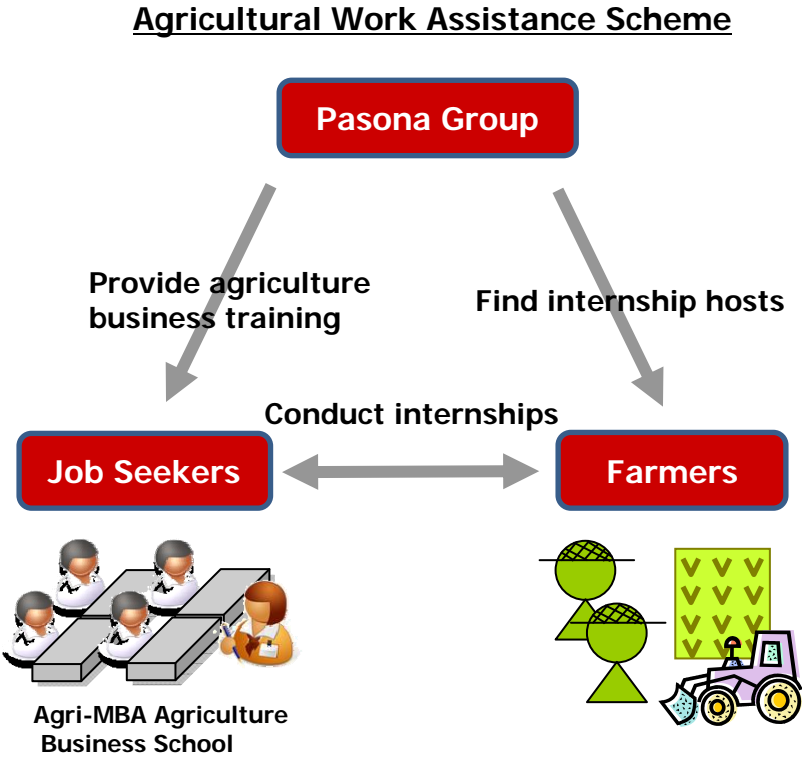 Agricultural Work Assistance Scheme
Pasona Group
Provide agriculture
business training
Find internship hosts
Conduct internships
Job Seekers
Farmers
Agri-MBA Agriculture
Business School